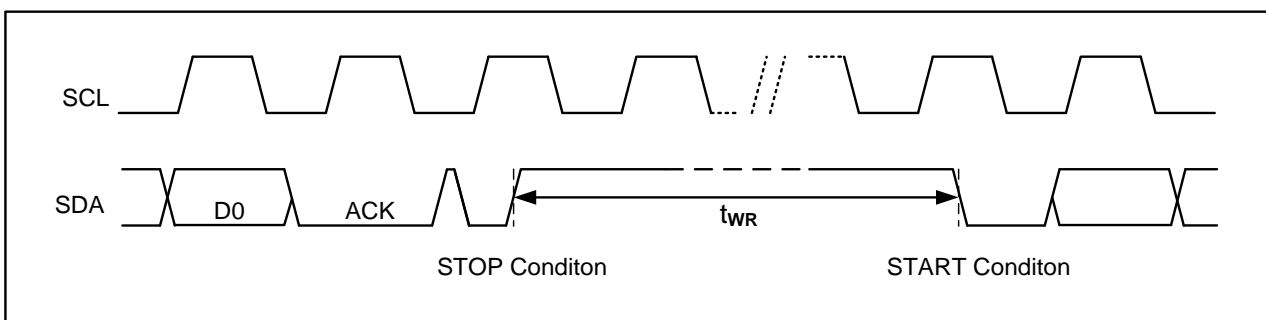 SCL
SDA
D0
ACK
tWR
STOP Conditon
START Conditon